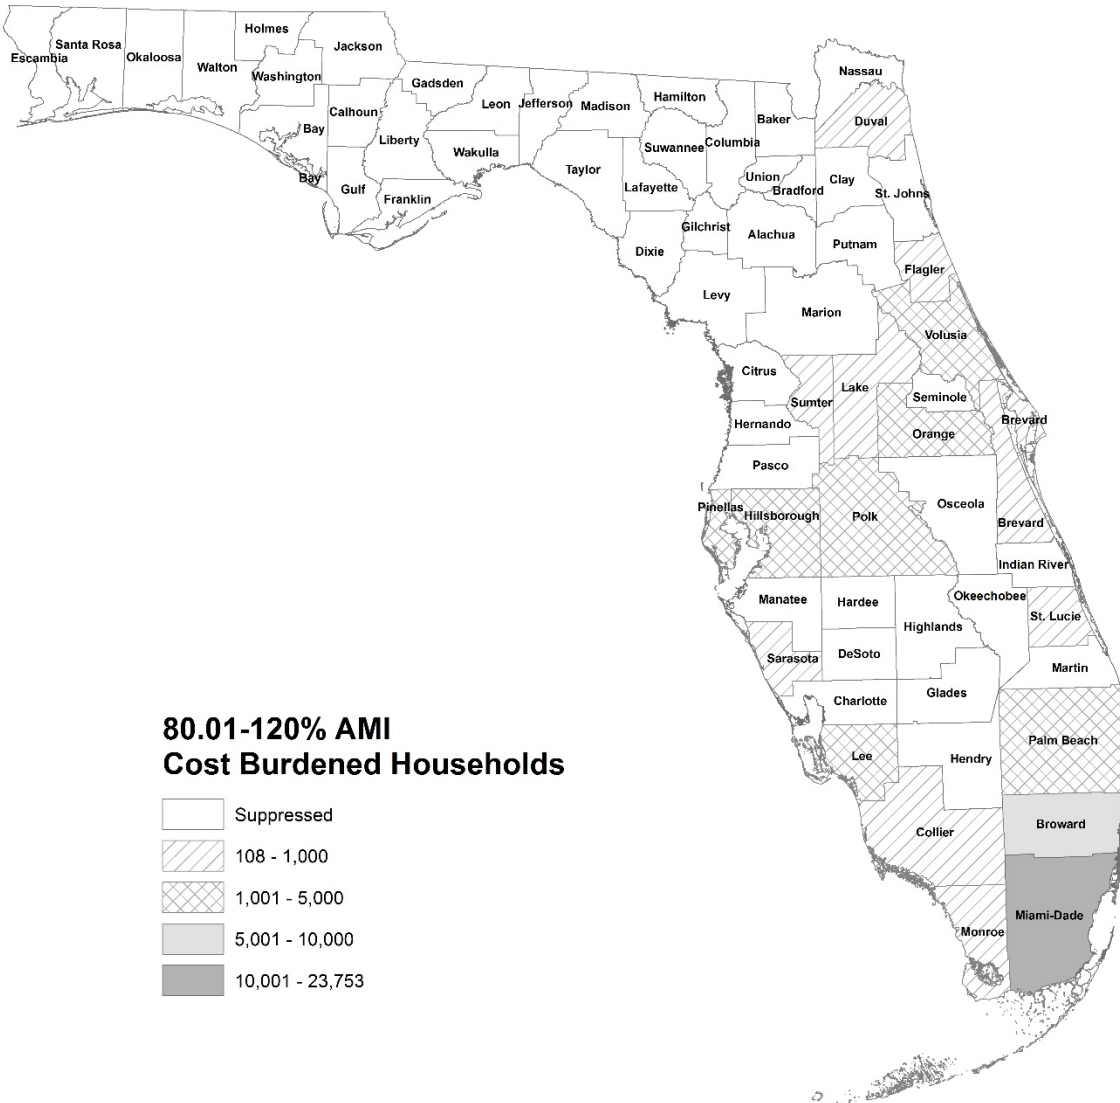 Holmes
Jackson
Santa Rosa
Escambia
Okaloosa
Walton
Washington
Gadsden
Nassau
Leon
Jefferson
Madison
Hamilton
Calhoun
Baker
Duval
Bay
Liberty
Wakulla
Suwannee
Columbia
Taylor
Union
Bradford
Clay
Bay
Gulf
Franklin
Lafayette
St. Johns
Gilchrist
Alachua
Putnam
Dixie
Flagler
Levy
Marion
Volusia
Citrus
Sumter
Lake
Seminole
Hernando
Orange
Brevard
Pasco
Osceola
Pinellas
Hillsborough
Polk
Brevard
Indian River
Manatee
Hardee
Okeechobee
Highlands
St. Lucie
Sarasota
DeSoto
Martin
Charlotte
Glades
Lee
Hendry
Palm Beach
Collier
Broward
Monroe
Miami-Dade
80.01-120% AMI
Cost Burdened Households
Suppressed
108 - 1,000
1,001 - 5,000
5,001 - 10,000
10,001 - 23,753